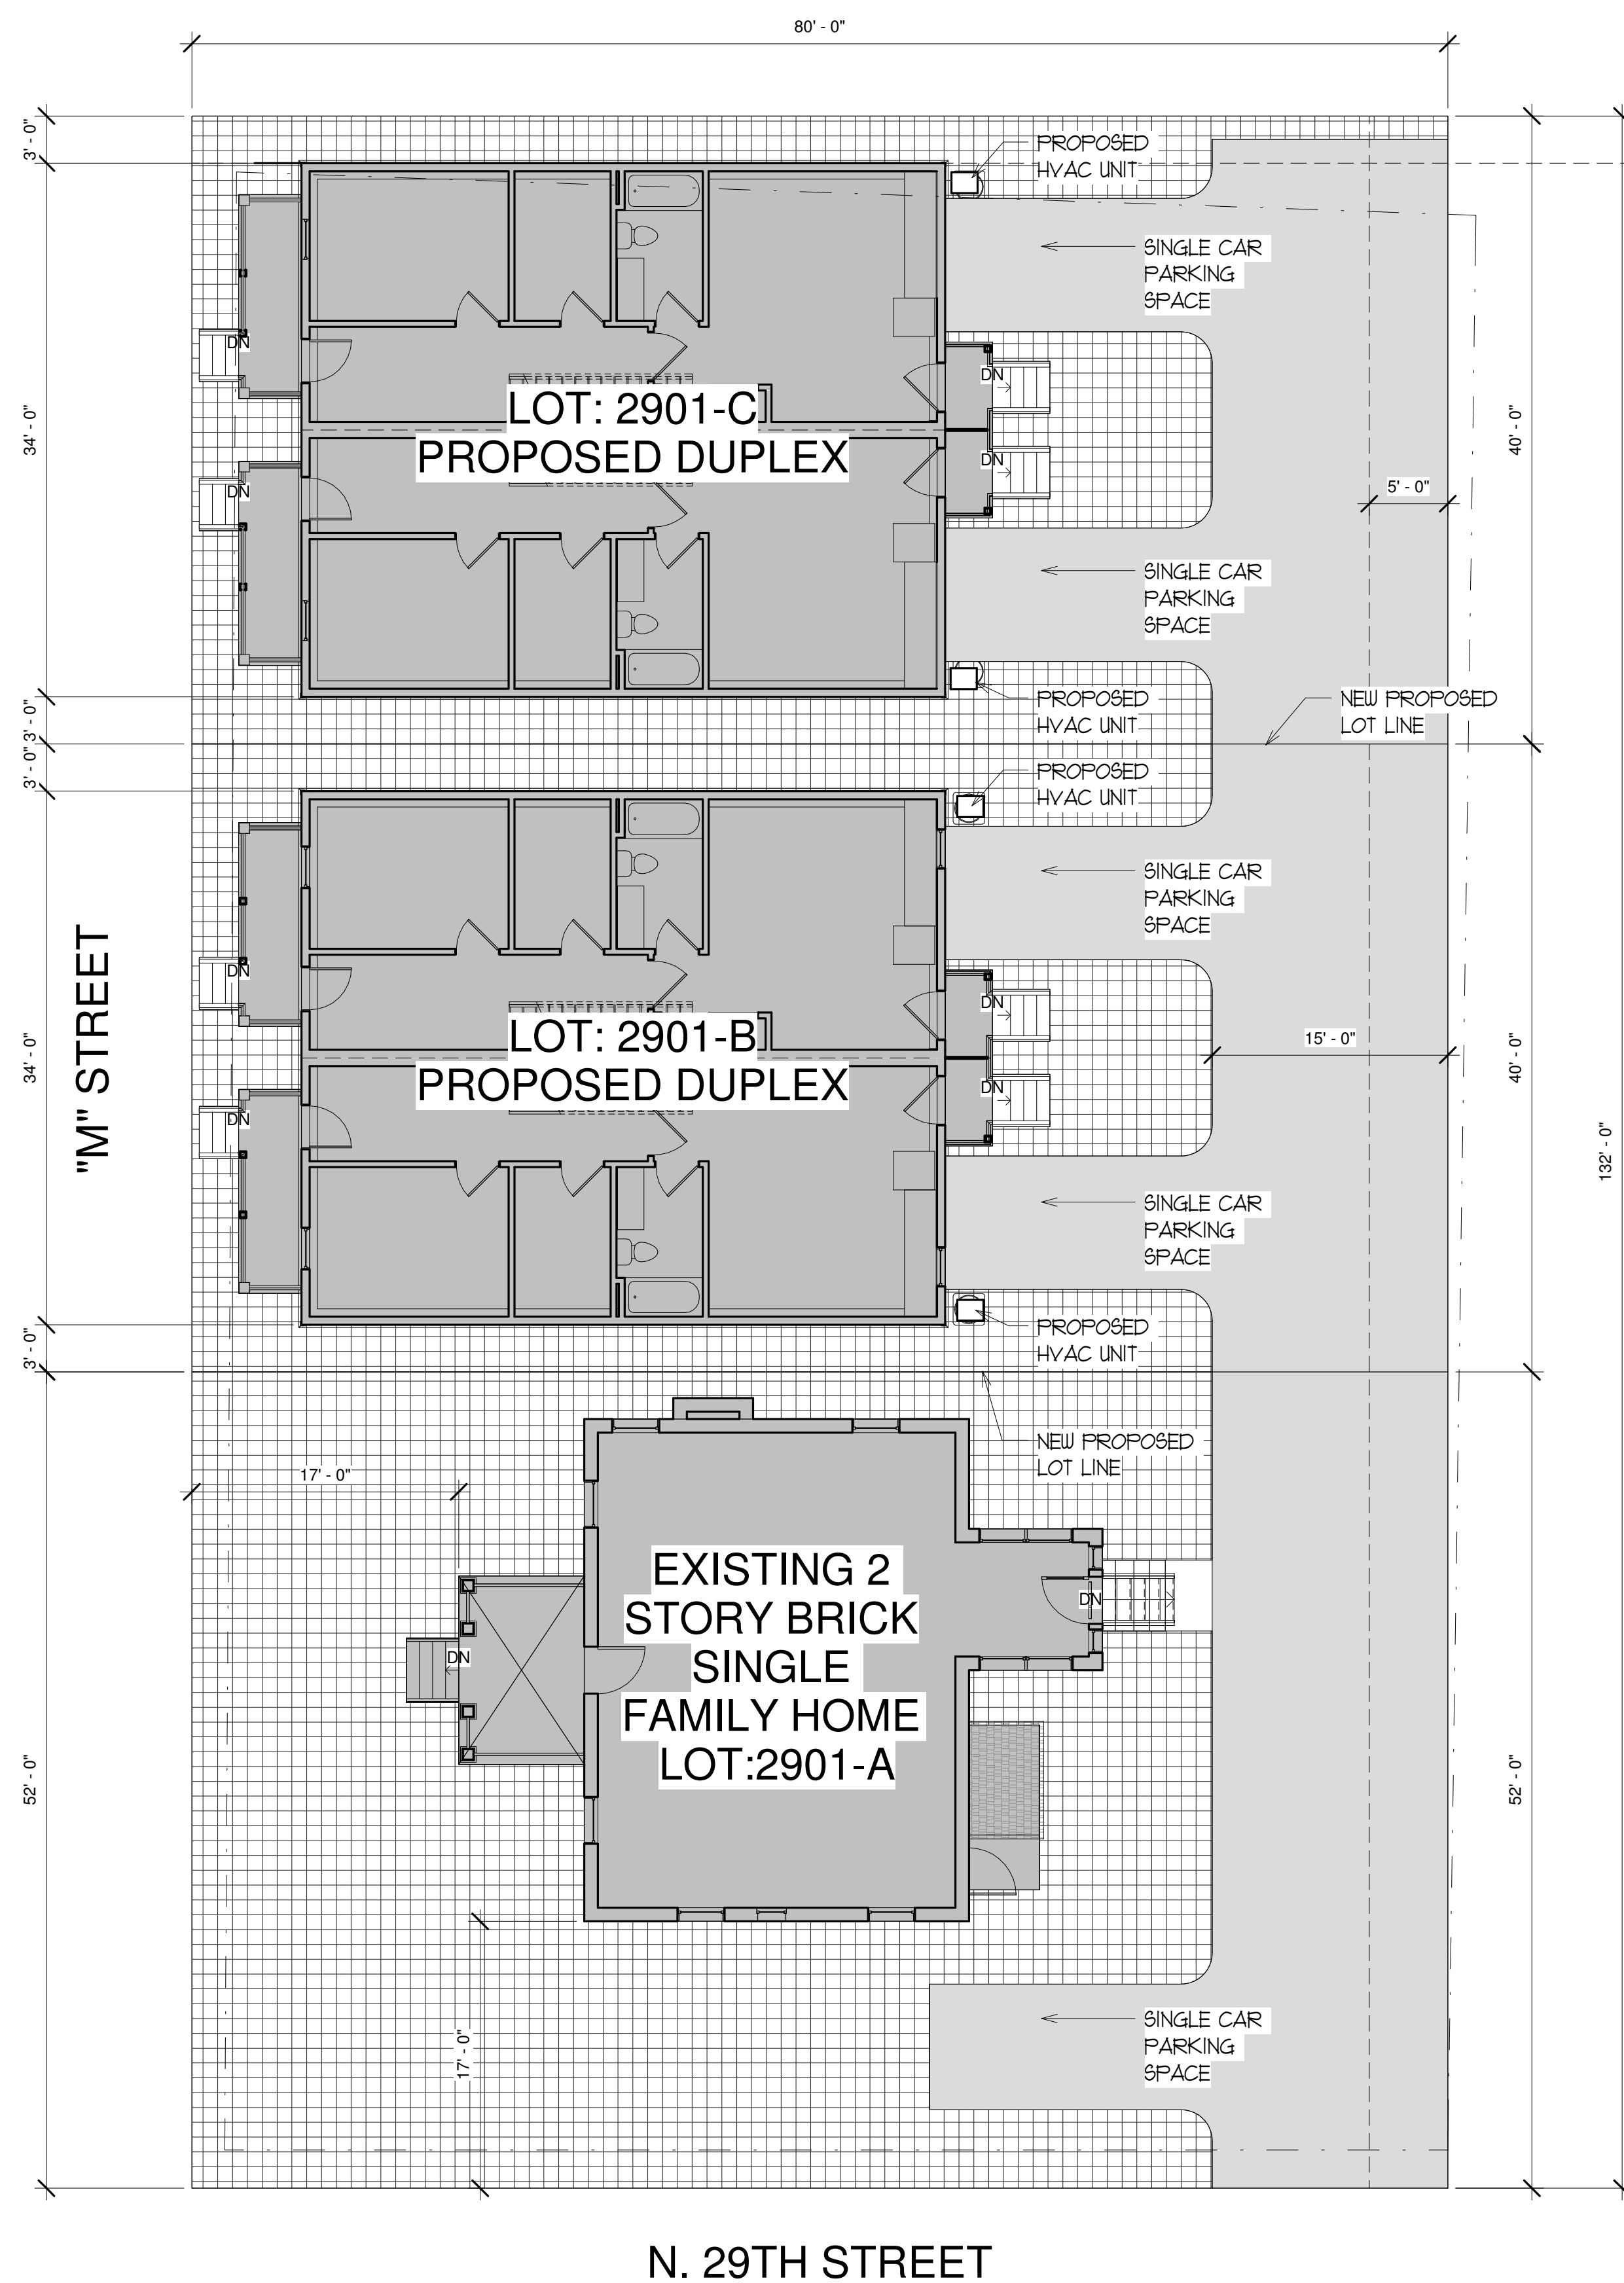 80' - 0"
3' - 0"
PROPOSED
HVAC UNIT
SINGLE CAR
PARKING
SPACE
DN
DN
34' - 0"
LOT: 2901-C
PROPOSED DUPLEX
40' - 0"
DN
DN
5' - 0"
SINGLE CAR
PARKING
SPACE
3' - 0"
PROPOSED
HVAC UNIT
NEW PROPOSED
LOT LINE
3' - 0"
PROPOSED
HVAC UNIT
SINGLE CAR
PARKING
SPACE
"M" STREET
DN
DN
34' - 0"
LOT: 2901-B
PROPOSED DUPLEX
15' - 0"
40' - 0"
DN
DN
132' - 0"
SINGLE CAR
PARKING
SPACE
3' - 0"
PROPOSED
HVAC UNIT
NEW PROPOSED
LOT LINE
17' - 0"
EXISTING 2
STORY BRICK
SINGLE
FAMILY HOME
LOT:2901-A
DN
DN
52' - 0"
52' - 0"
17' - 0"
SINGLE CAR
PARKING
SPACE
N. 29TH STREET